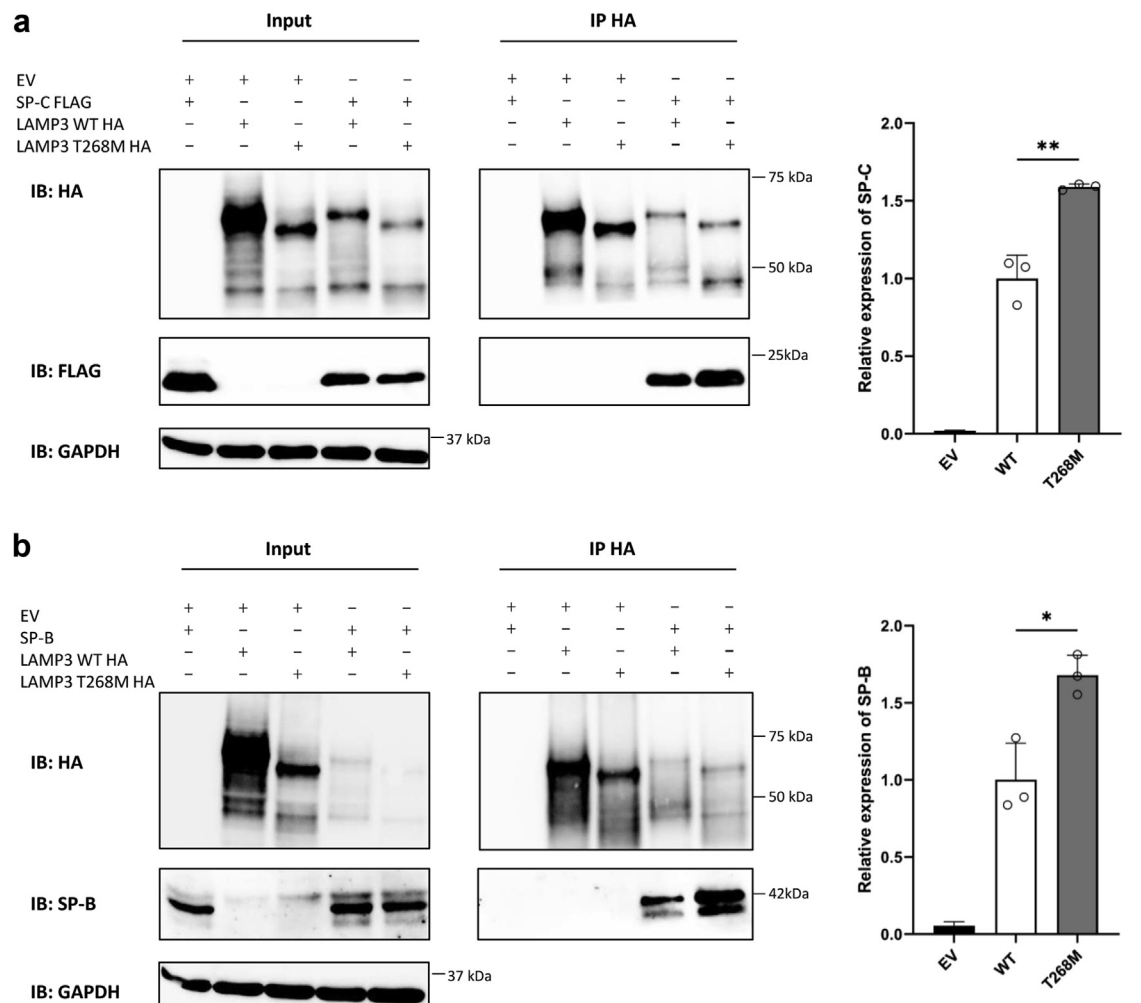 a
Input
IP HA
EV + + + – – + + + – –
SP-C FLAG + – – + + + – – + +
LAMP3 WT HA – + – + – – + – – –
LAMP3 T268M HA – – + – + – – + – +
IB: HA
75 kDa
50 kDa
IB: FLAG
25kDa
IB: GAPDH
37 kDa
Relative expression of SP-C
2.0
1.5
1.0
0.5
0.0
**
EV
WT
T268M
b
Input
IP HA
EV + + + – – + + + – –
SP-B + – – + + + – – + +
LAMP3 WT HA – + – + – – + – + –
LAMP3 T268M HA – – + – + – – + – +
IB: HA
75 kDa
50 kDa
IB: SP-B
42kDa
IB: GAPDH
37 kDa
Relative expression of SP-B
2.0
1.5
1.0
0.5
0.0
*
EV
WT
T268M